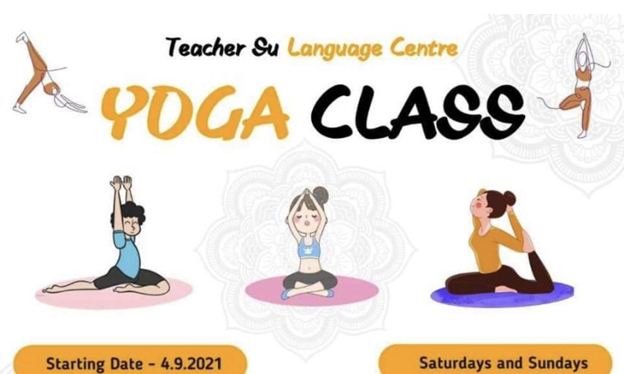 Teacher Su Language Centre
YOGA CLASS
Starting Date - 4.9.2021
Saturdays and Sundays